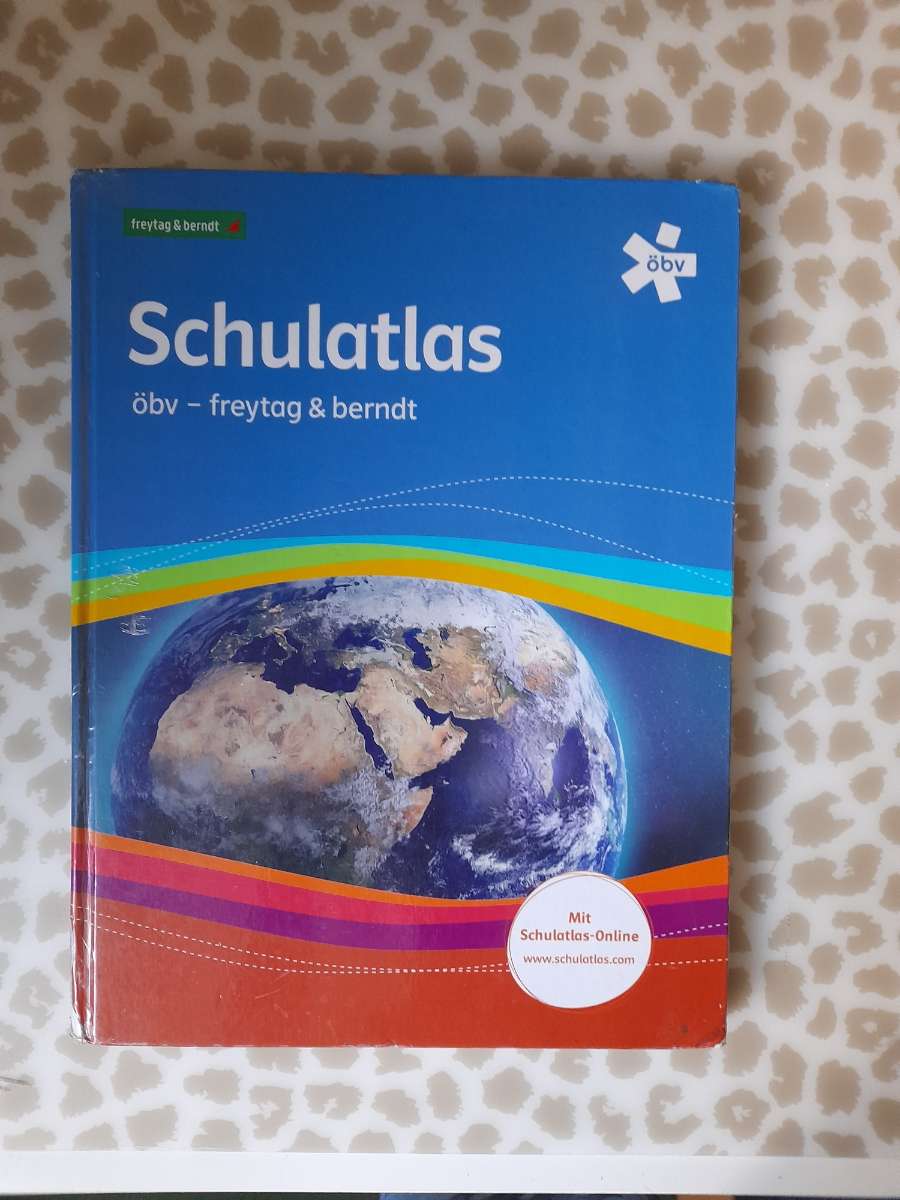 freytag & berndt
öbv
Schulatlas
öbv – freytag & berndt
Mit
Schulatlas-Online
www.schulatlas.com